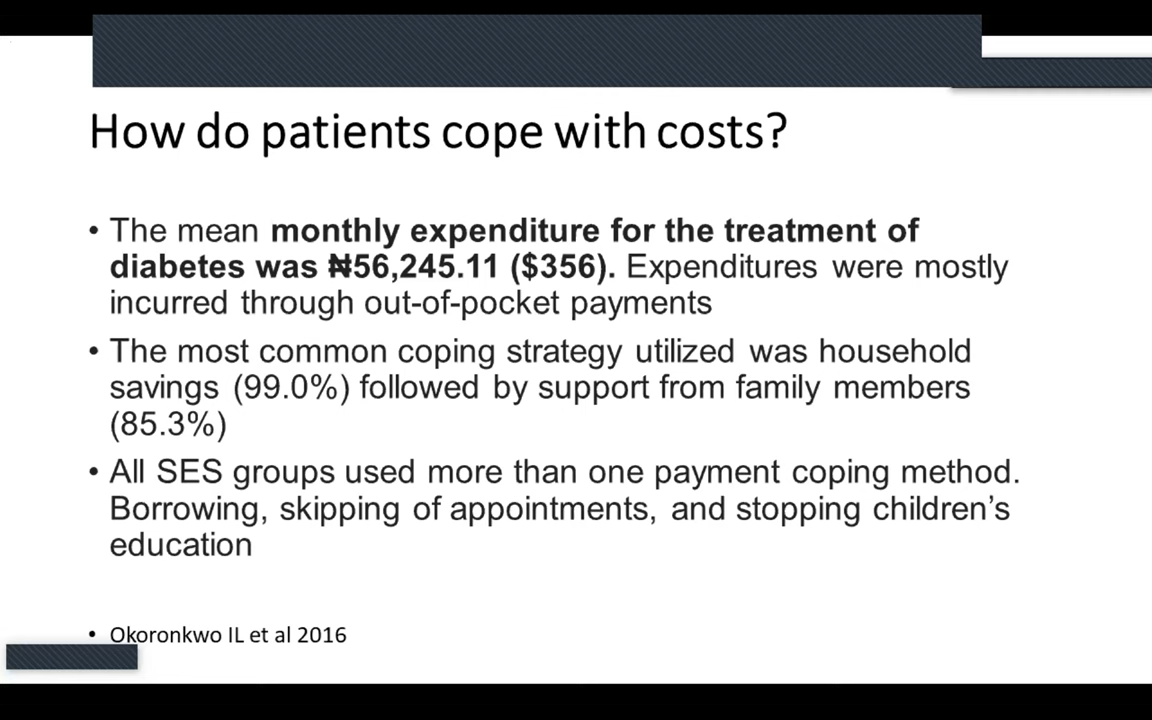 How do patients cope with costs?
• The mean monthly expenditure for the treatment of
diabetes was ₦56,245.11 ($356). Expenditures were mostly
incurred through out-of-pocket payments
• The most common coping strategy utilized was household
savings (99.0%) followed by support from family members
(85.3%)
• All SES groups used more than one payment coping method.
Borrowing, skipping of appointments, and stopping children’s
education
• Okoronkwo IL et al 2016